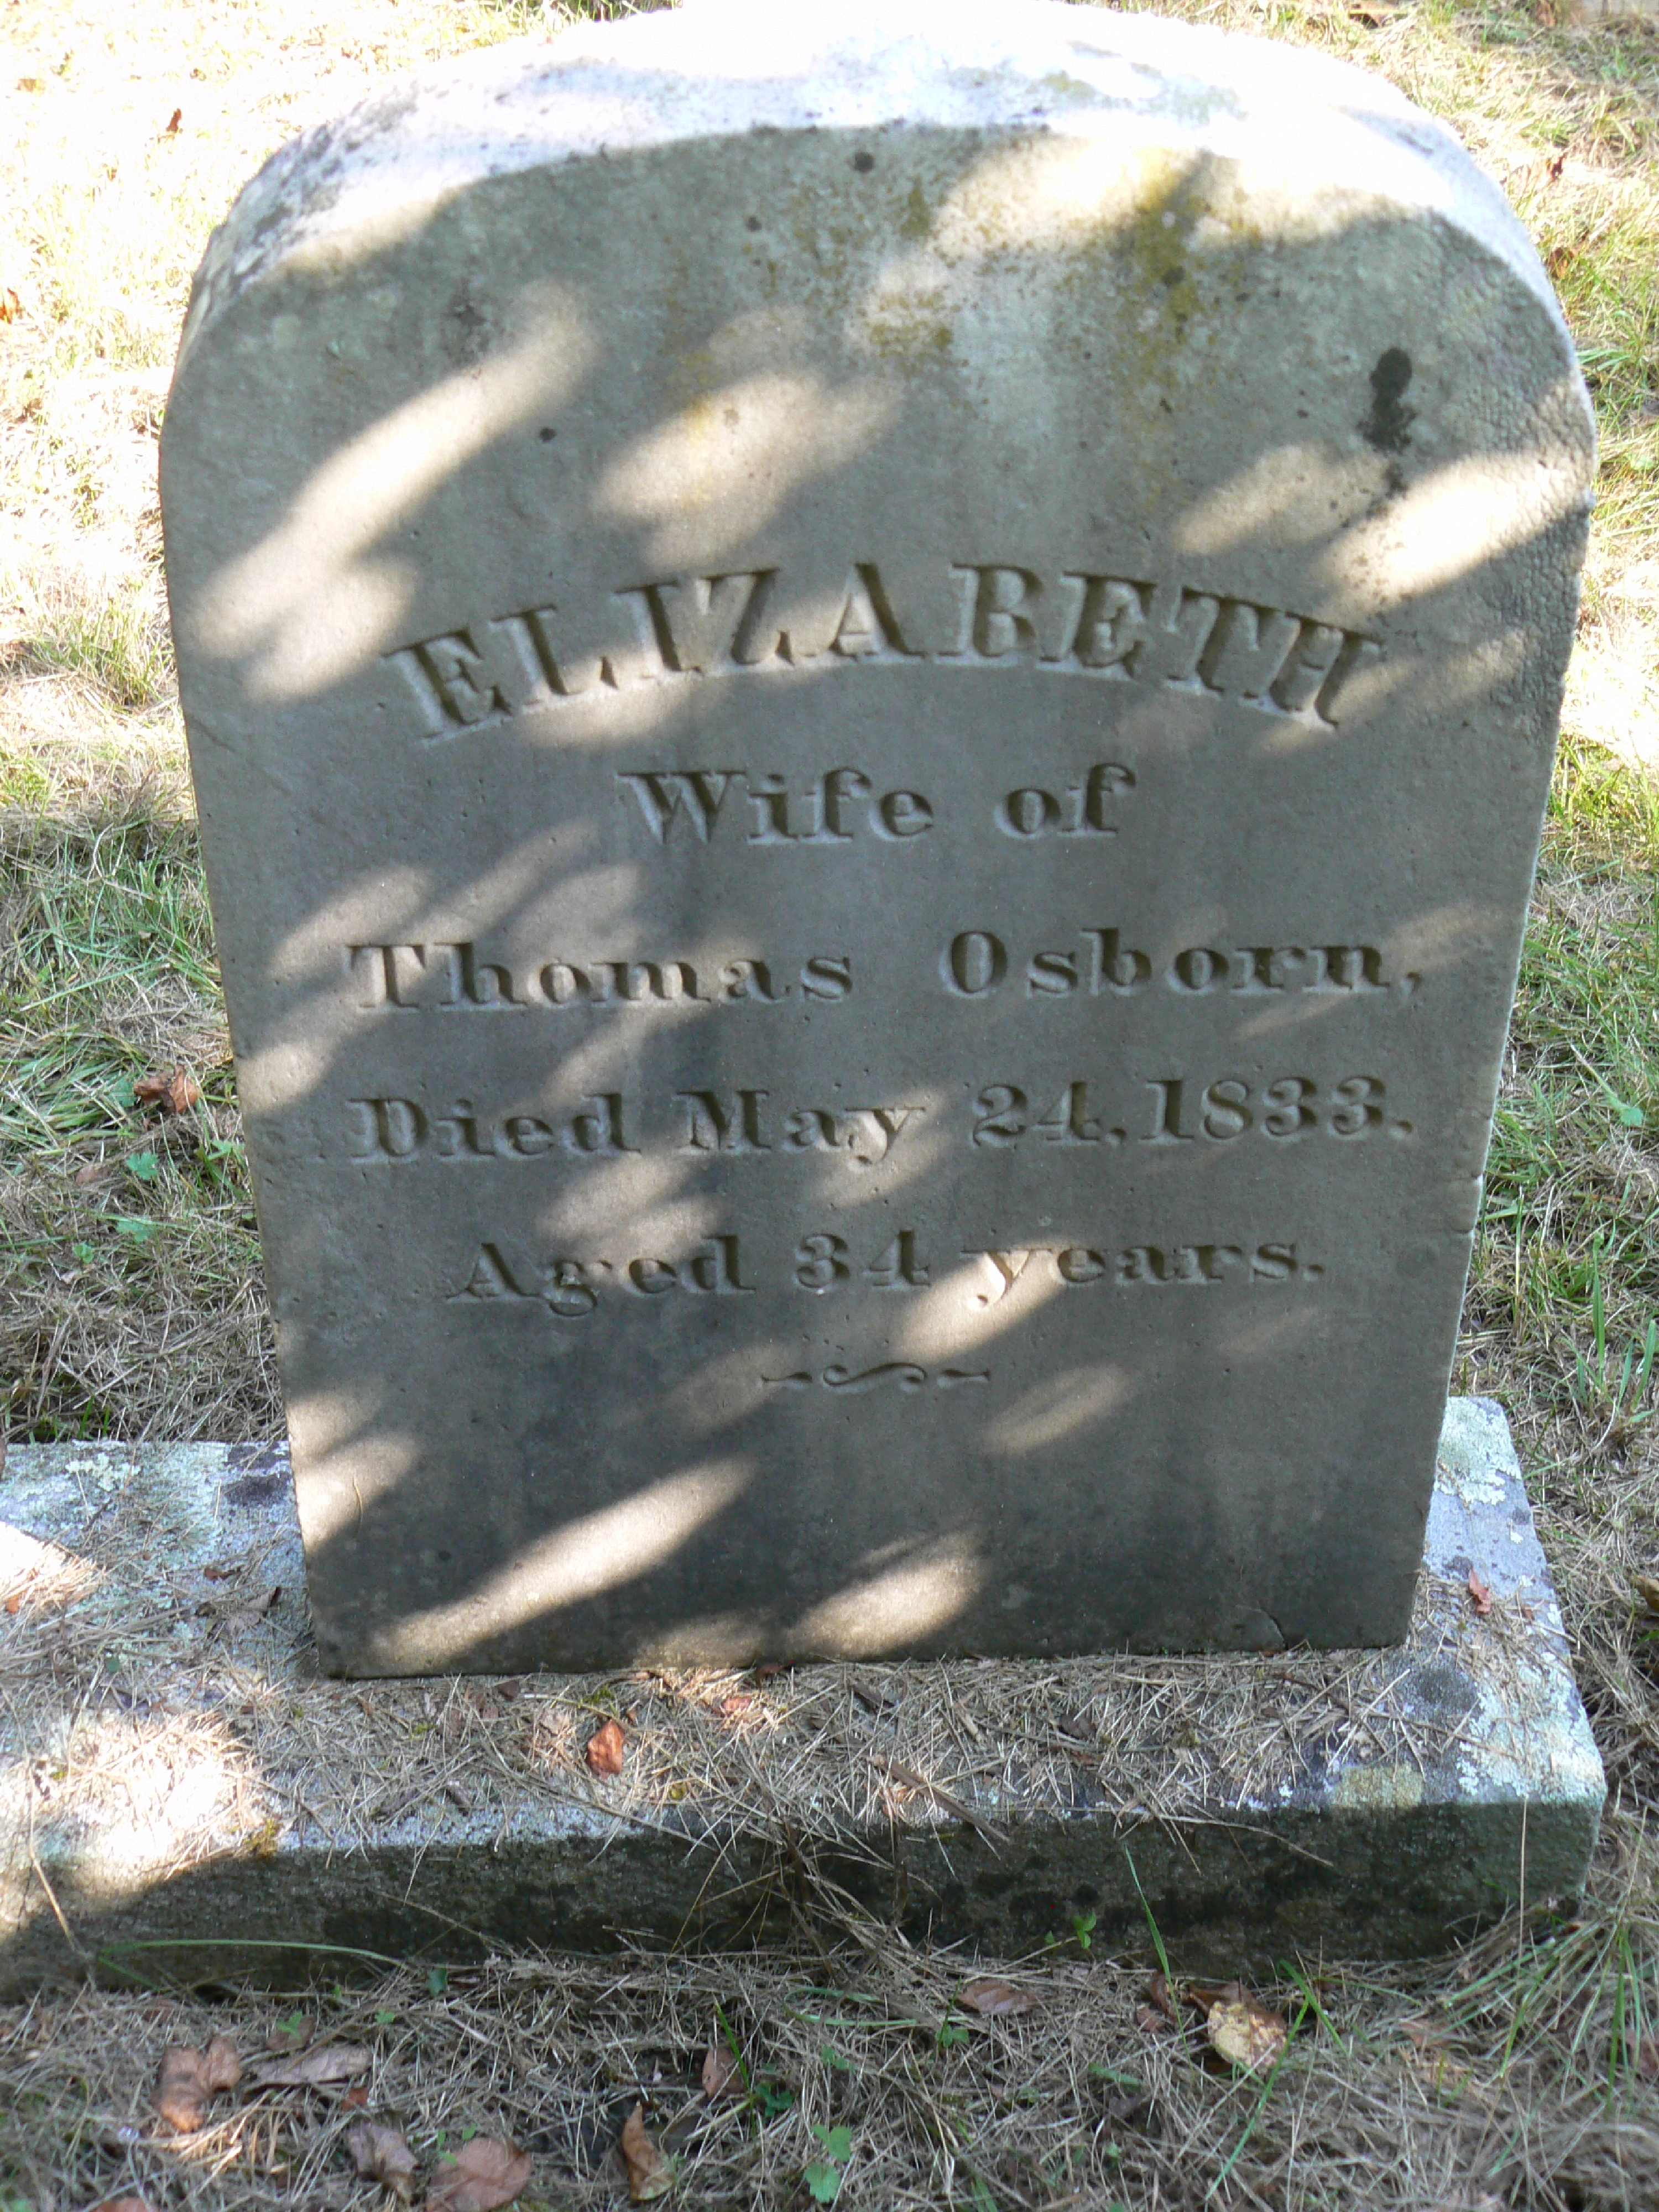 ELIZABETH
Wife of
Thomas Osborn,
Died May 24, 1833.
Aged 34 years.